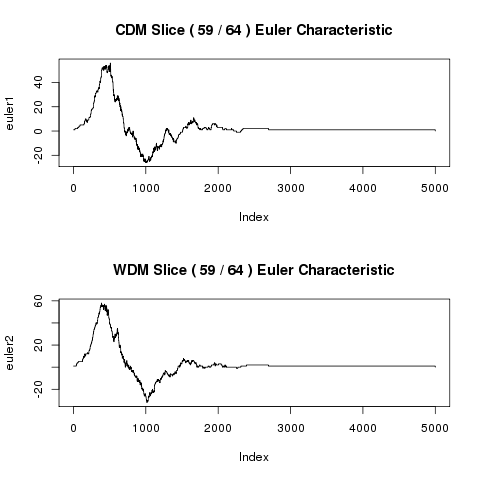 CDM Slice ( 59 / 64 ) Euler Characteristic
euler1
40
20
0
-20
0 1000 2000 3000 4000 5000
Index
WDM Slice ( 59 / 64 ) Euler Characteristic
euler2
60
20
-20
0 1000 2000 3000 4000 5000
Index